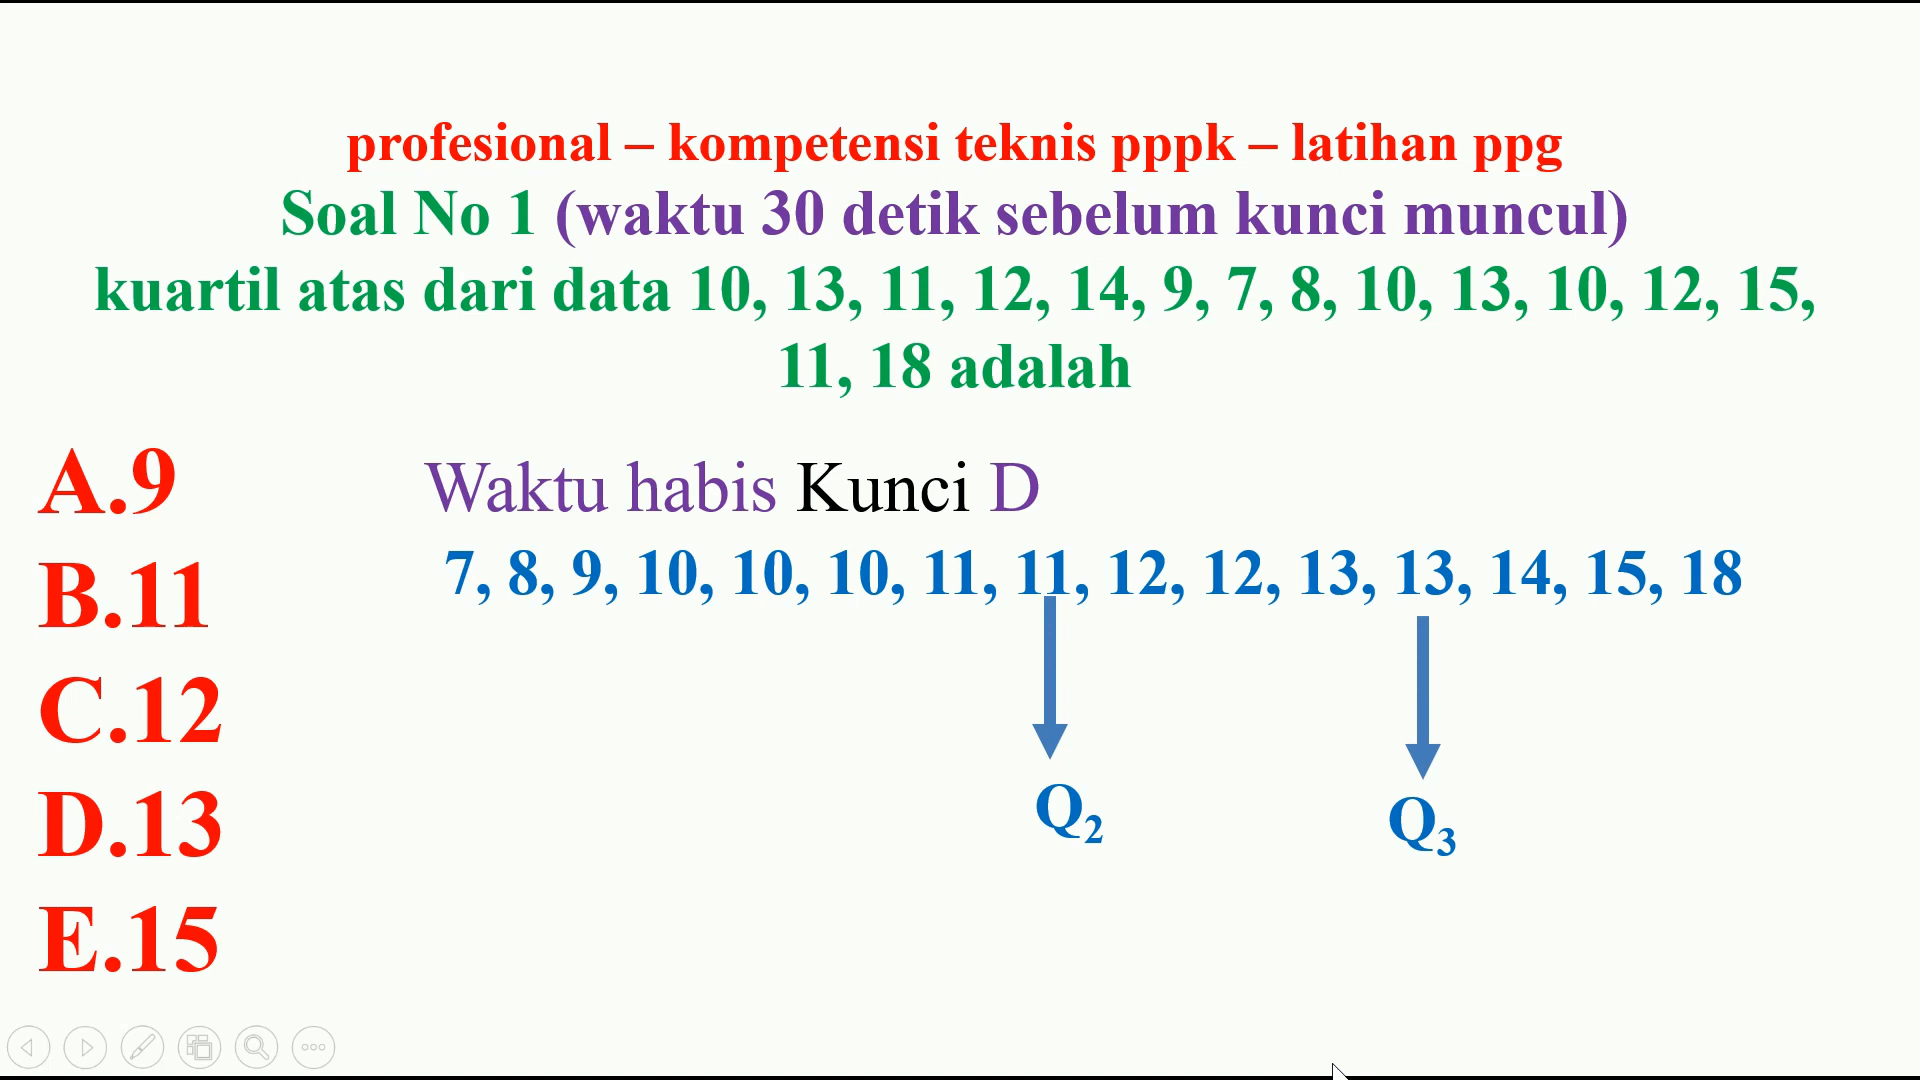 profesional – kompetensi teknis pppk – latihan ppg
Soal No 1 (waktu 30 detik sebelum kunci muncul)
kuartil atas dari data 10, 13, 11, 12, 14, 9, 7, 8, 10, 13, 10, 12, 15,
11, 18 adalah
A.9
B.11
C.12
D.13
E.15
Waktu habis Kunci D
7, 8, 9, 10, 10, 10, 11, 11, 12, 12, 13, 13, 14, 15, 18
Q₂
Q₃